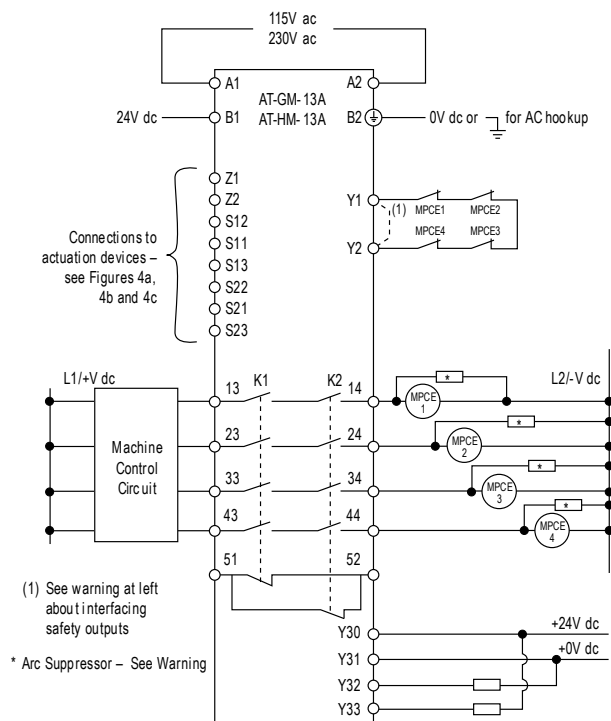 115V ac
230V ac
A1
A2
AT-GM-13A
AT-HM-13A
24V dc
B1
B2
0V dc or
for AC hookup
Z1
Z2
S12
S11
S13
S22
S21
S23
Connections to
actuation devices –
see Figures 4a,
4b and 4c
Y1
(1)
MPCE1
MPCE2
Y2
MPCE4
MPCE3
L1/+V dc
L2/-V dc
13
K1
K2
14
*
MPCE
1
23
24
*
MPCE
2
Machine
Control
Circuit
33
34
*
MPCE
3
43
44
*
MPCE
4
51
52
(1) See warning at left
about interfacing
safety outputs
* Arc Suppressor – See Warning
Y30
+24V dc
Y31
+0V dc
Y32
Y33